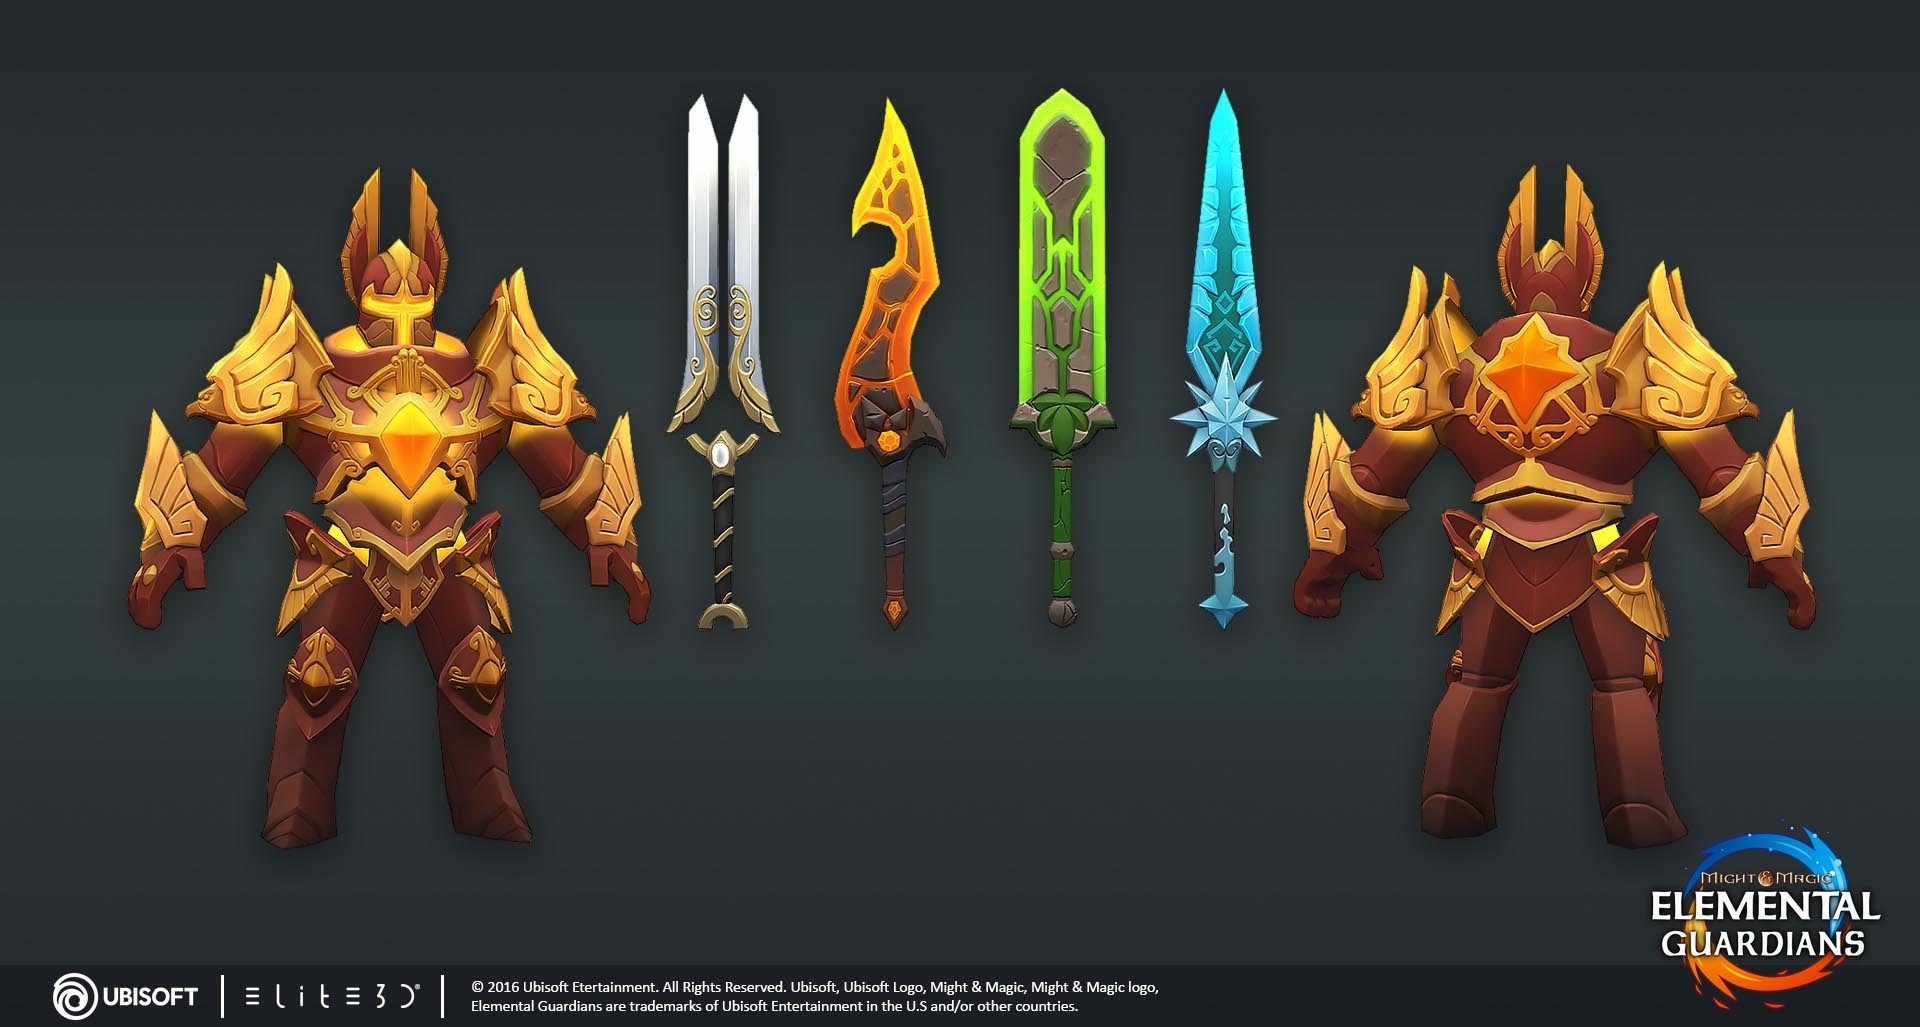 MIGHT & MAGIC
ELEMENTAL
GUARDIANS
UBISOFT
ELITE3D®
© 2016 Ubisoft Etertainment. All Rights Reserved. Ubisoft, Ubisoft Logo, Might & Magic, Might & Magic logo,
Elemental Guardians are trademarks of Ubisoft Entertainment in the U.S and/or other countries.